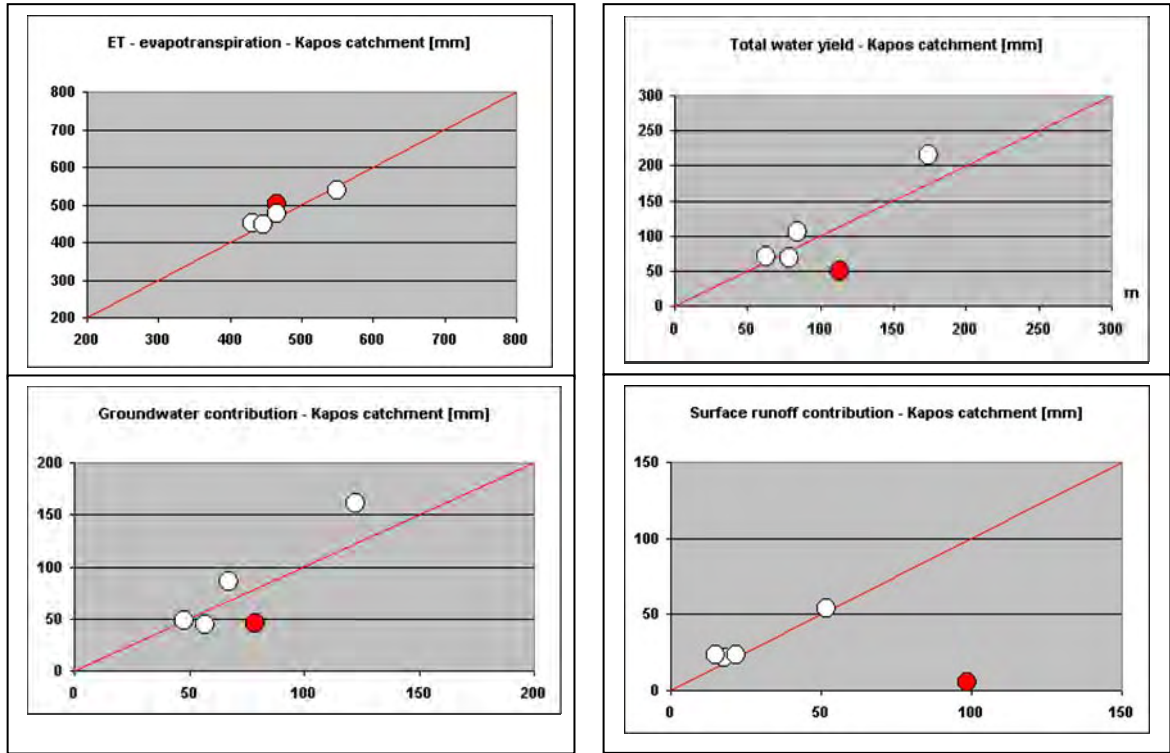 ET - evapotranspiration - Kapos catchment [mm]
800
700
600
500
400
300
200
200 300 400 500 600 700 800
Total water yield - Kapos catchment [mm]
300
250
200
150
100
50
0
m
0 50 100 150 200 250 300
Groundwater contribution - Kapos catchment [mm]
200
150
100
50
0
0 50 100 150 200
Surface runoff contribution - Kapos catchment [mm]
150
100
50
0
0 50 100 150